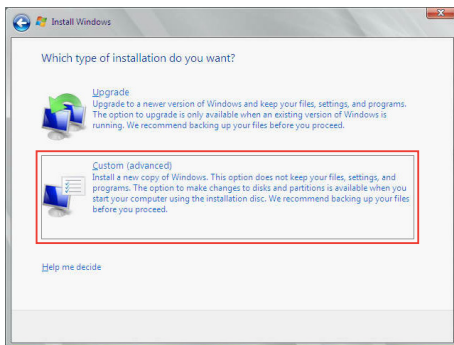 Install Windows
Which type of installation do you want?
Upgrade
Upgrade to a newer version of Windows and keep your files, settings, and programs.
The option to upgrade is only available when an existing version of Windows is
running. We recommend backing up your files before you proceed.
Custom (advanced)
Install a new copy of Windows. This option does not keep your files, settings, and
programs. The option to make changes to disks and partitions is available when you
start your computer using the installation disc. We recommend backing up your files
before you proceed.
Help me decide